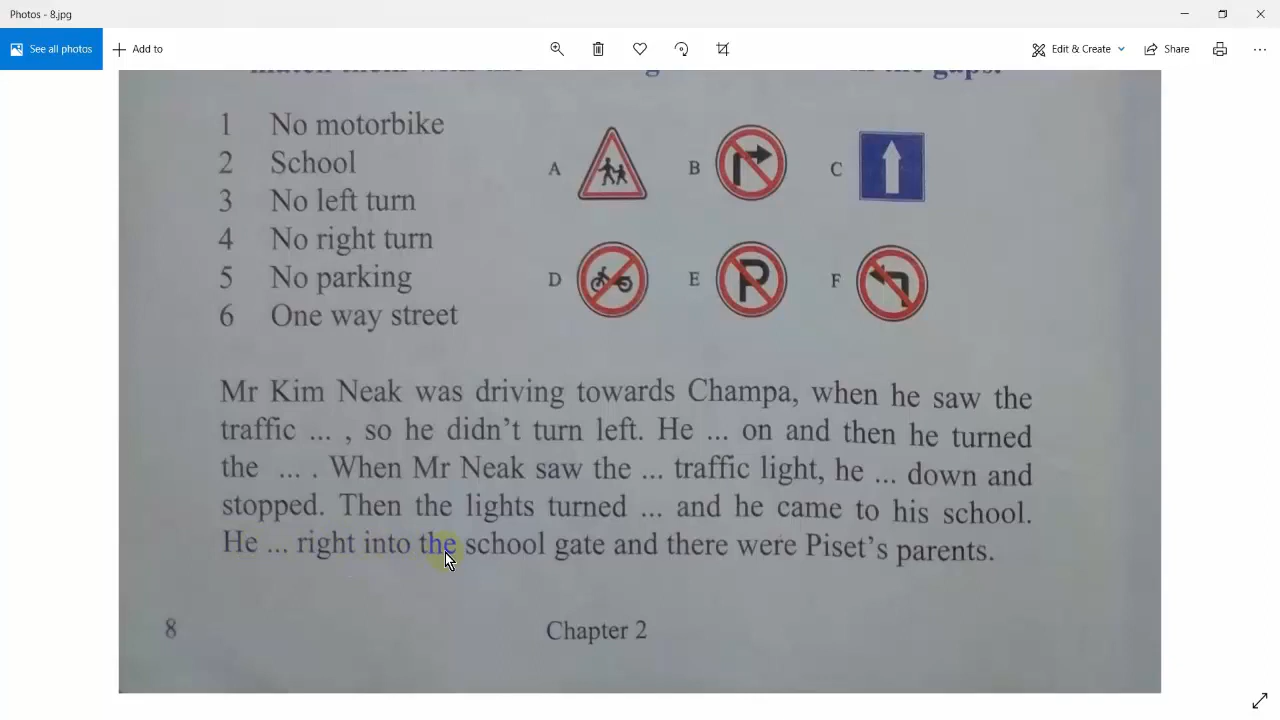 Photos - 8.jpg
See all photos
Add to
Edit & Create
Share
in the gaps.
1 No motorbike
2 School
3 No left turn
4 No right turn
5 No parking
6 One way street
A
B
C
D
E
P
F
Mr Kim Neak was driving towards Champa, when he saw the
traffic ... , so he didn't turn left. He ... on and then he turned
the ... . When Mr Neak saw the ... traffic light, he ... down and
stopped. Then the lights turned ... and he came to his school.
He ... right into the school gate and there were Piset's parents.
8
Chapter 2